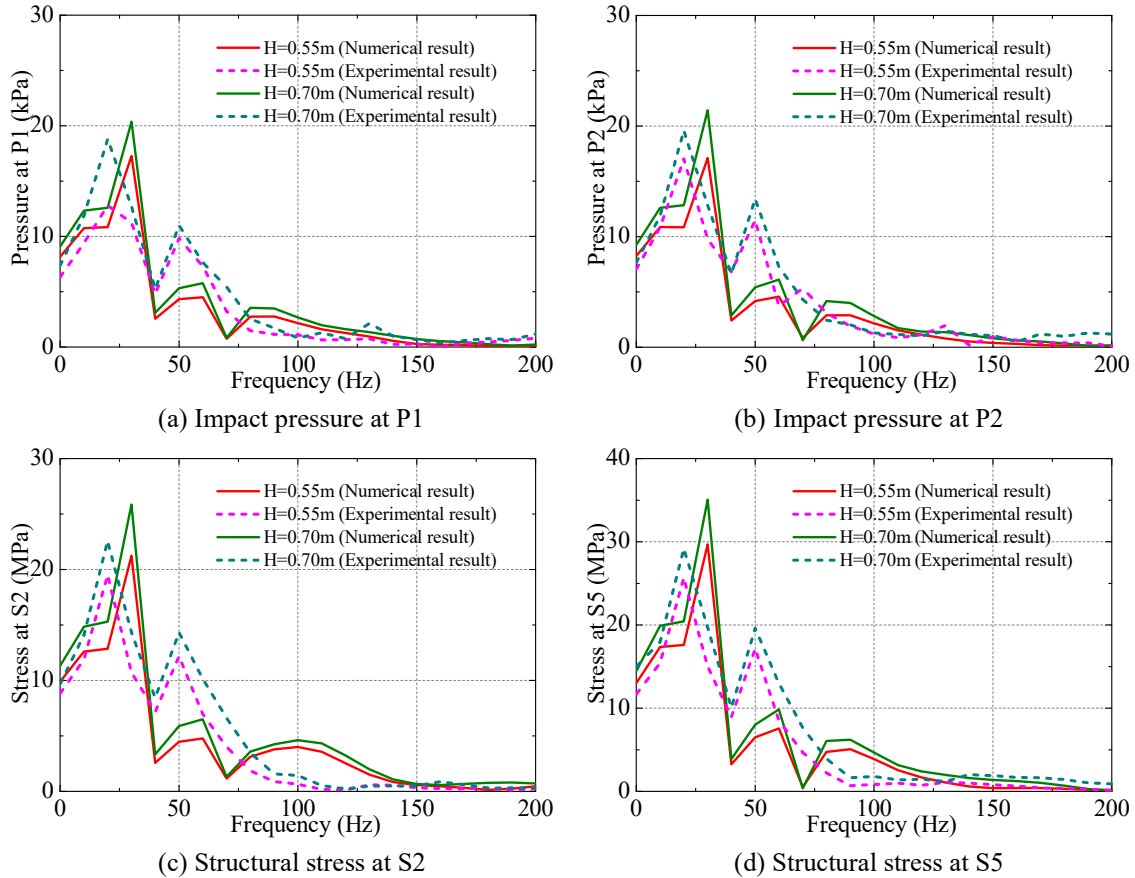 30
20
10
0
Pressure at P1 (kPa)
H=0.55m (Numerical result)
H=0.55m (Experimental result)
H=0.70m (Numerical result)
H=0.70m (Experimental result)
0 50 100 150 200
Frequency (Hz)
(a) Impact pressure at P1
30
20
10
0
Pressure at P2 (kPa)
H=0.55m (Numerical result)
H=0.55m (Experimental result)
H=0.70m (Numerical result)
H=0.70m (Experimental result)
0 50 100 150 200
Frequency (Hz)
(b) Impact pressure at P2
30
20
10
0
Stress at S2 (MPa)
H=0.55m (Numerical result)
H=0.55m (Experimental result)
H=0.70m (Numerical result)
H=0.70m (Experimental result)
0 50 100 150 200
Frequency (Hz)
(c) Structural stress at S2
40
30
20
10
0
Stress at S5 (MPa)
H=0.55m (Numerical result)
H=0.55m (Experimental result)
H=0.70m (Numerical result)
H=0.70m (Experimental result)
0 50 100 150 200
Frequency (Hz)
(d) Structural stress at S5